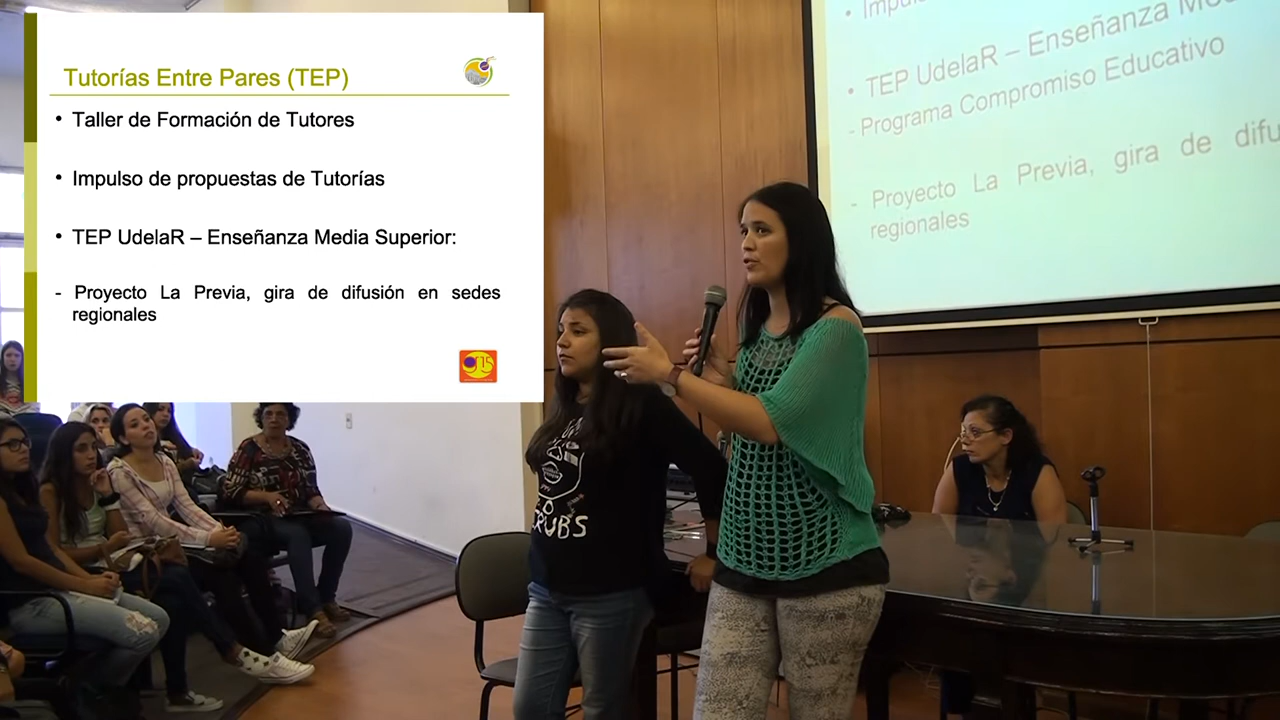 Tutorías Entre Pares (TEP)
• Taller de Formación de Tutores
• Impulso de propuestas de Tutorías
• TEP UdelaR – Enseñanza Media Superior:
- Proyecto La Previa, gira de difusión en sedes
regionales
• TEP UdelaR – Enseñanza
- Programa Compromiso Educativo
- Proyecto La Previa, gira de
regionales